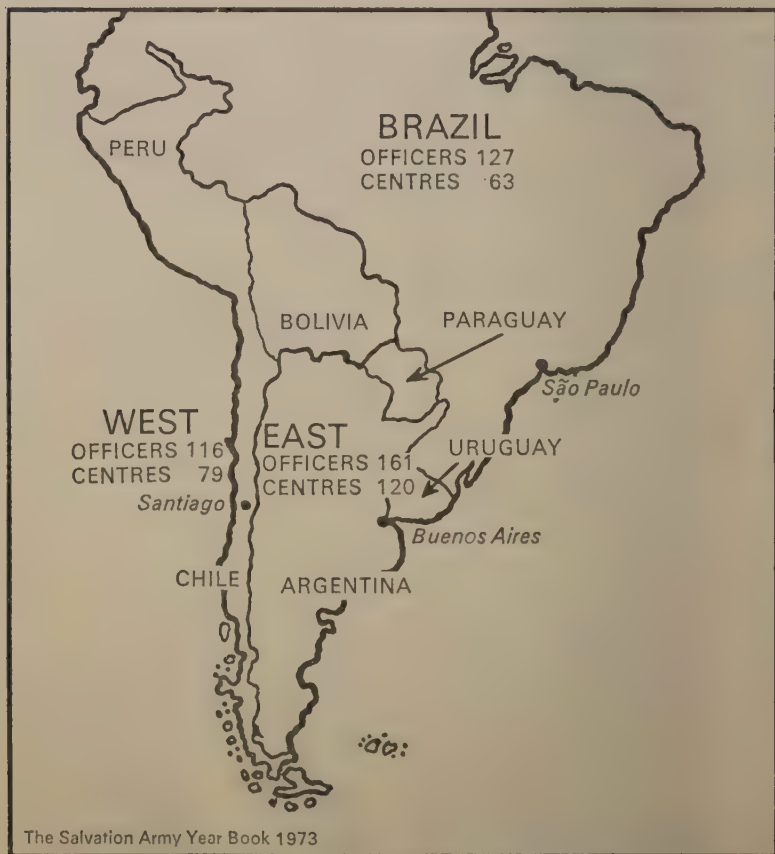 BRAZIL
OFFICERS 127
CENTRES 63
PERU
BOLIVIA
PARAGUAY
São Paulo
WEST
OFFICERS 116
CENTRES 79
Santiago
EAST
OFFICERS 161
CENTRES 120
URUGUAY
Buenos Aires
CHILE
ARGENTINA
The Salvation Army Year Book 1973